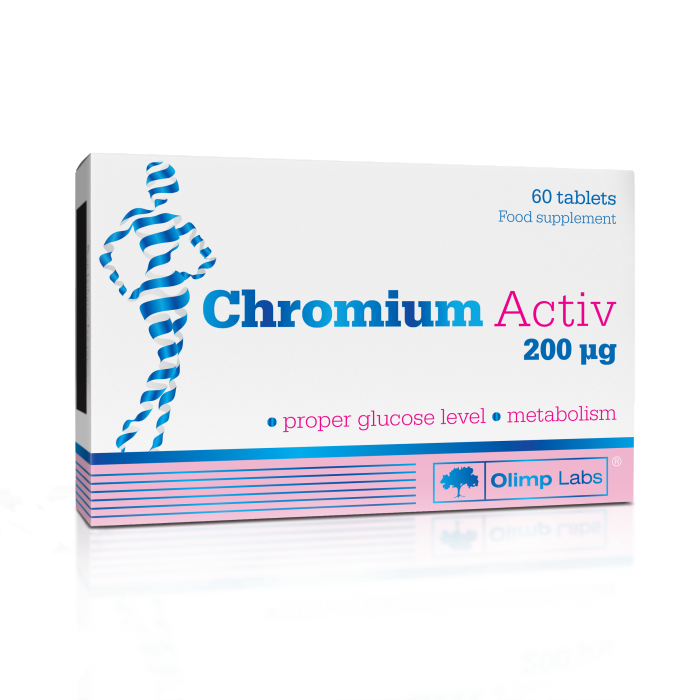 60 tablets
Food supplement
Chromium Activ
200 µg
• proper glucose level • metabolism
Olimp Labs®